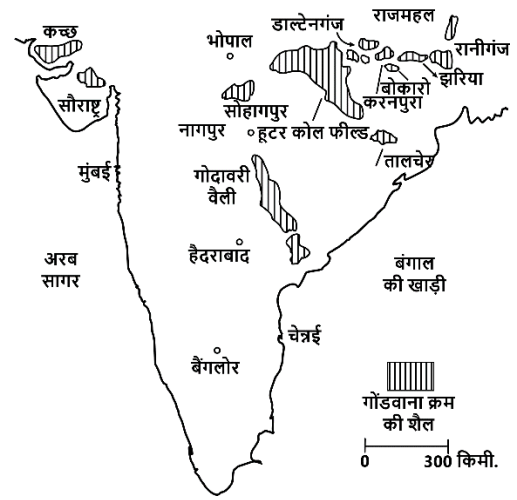 राजमहल
डाल्टेनगंज
कच्छ
भोपाल
रानीगंज
झरिया
बोकारो
करनपुरा
सौराष्ट्र
सोहागपुर
नागपुर
हूटर कोल फील्ड
तालचेर
मुंबई
गोदावरी
वैली
हैदराबाद
अरब
सागर
बंगाल
की खाड़ी
चेन्नई
बैंगलोर
गोंडवाना क्रम
की शैल
0 300 किमी.